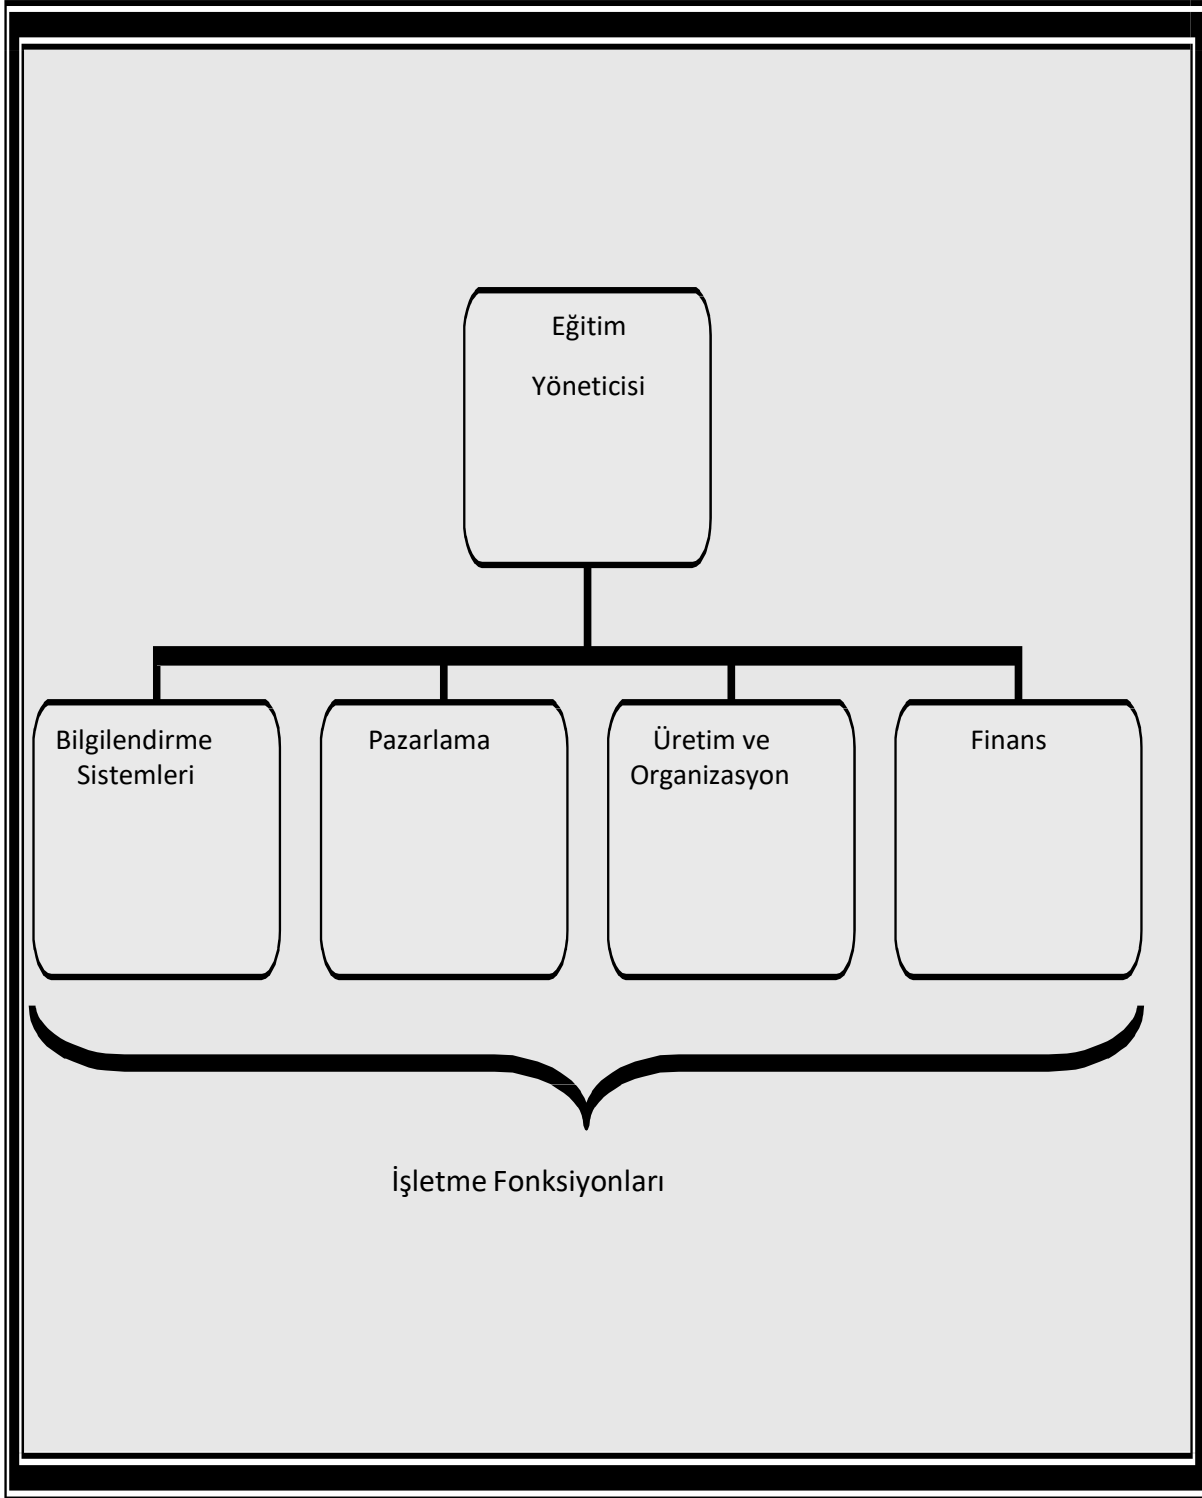 Eğitim
Yöneticisi
Bilgilendirme
Sistemleri
Pazarlama
Üretim ve
Organizasyon
Finans
İşletme Fonksiyonları